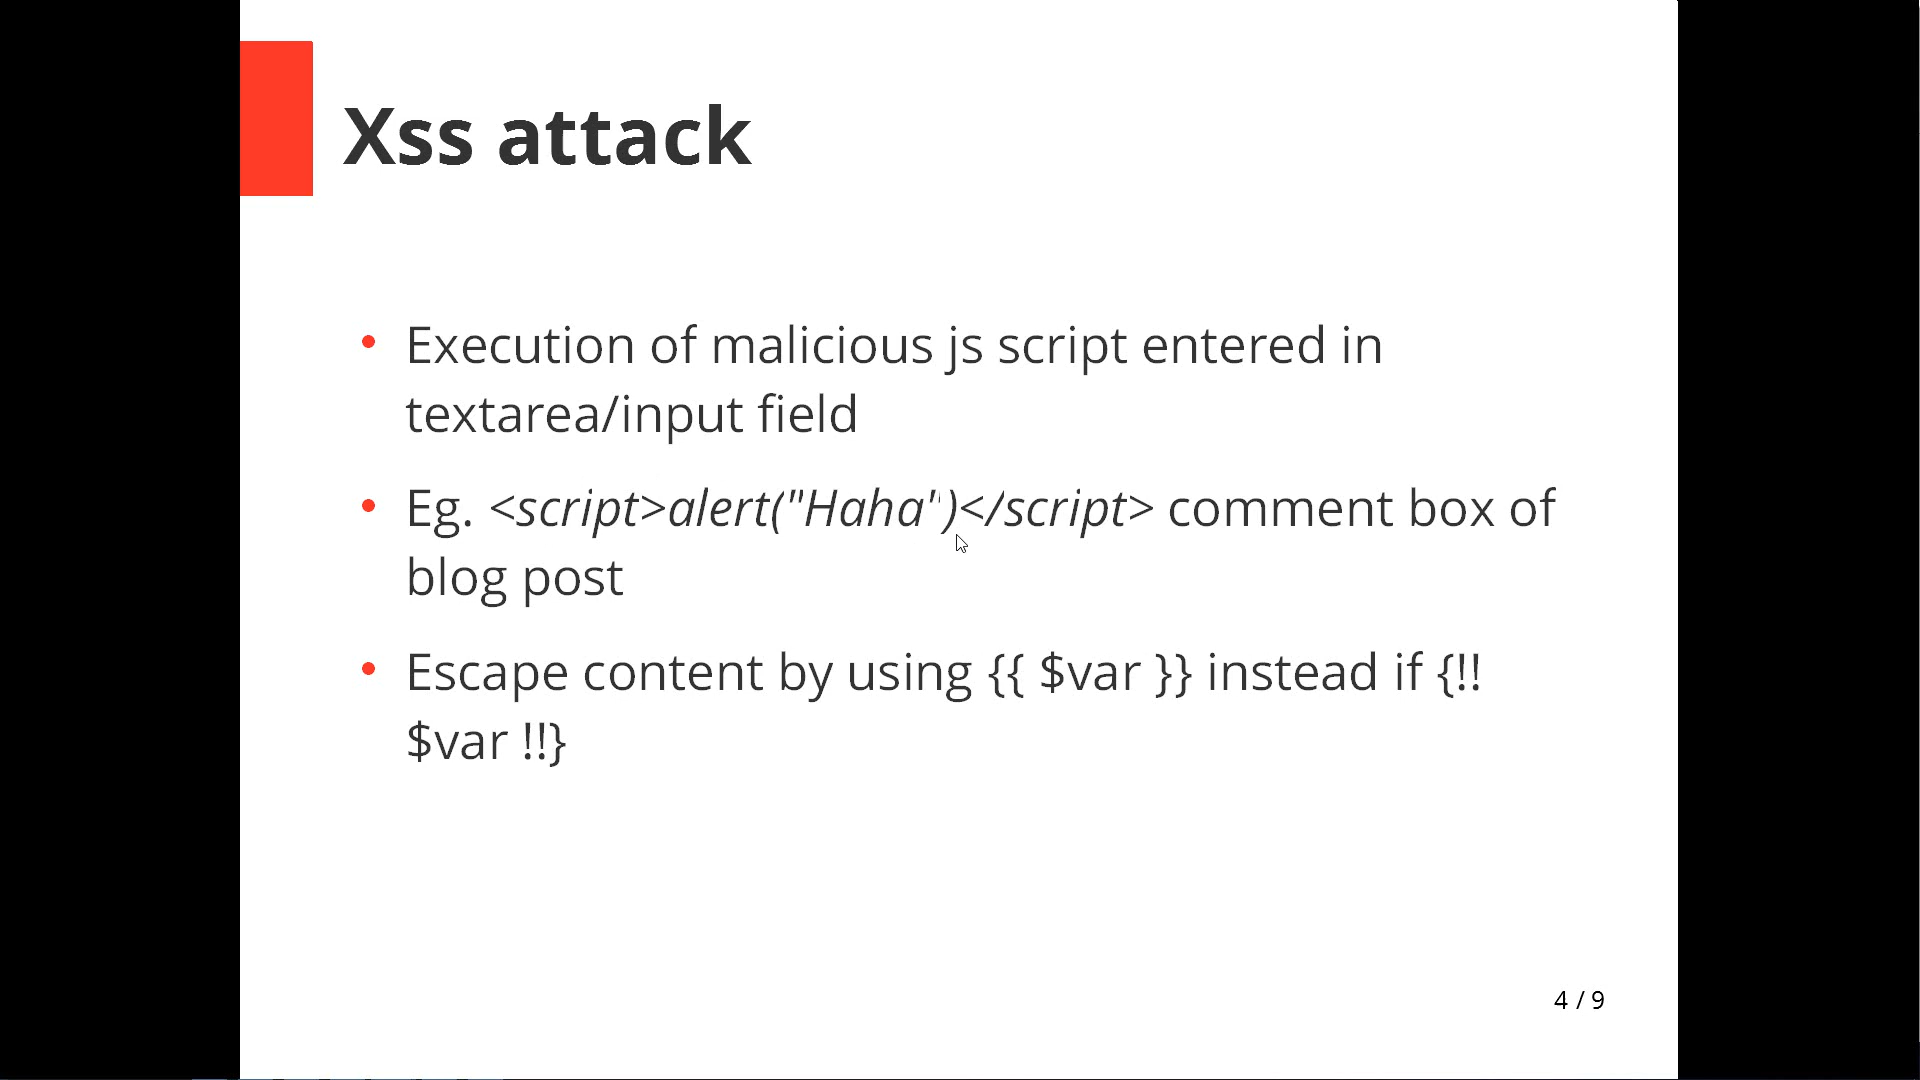 Xss attack
• Execution of malicious js script entered in
textarea/input field
• Eg. <script>alert("Haha")</script> comment box of
blog post
• Escape content by using {{ $var }} instead if {!!
$var !!}
4 / 9